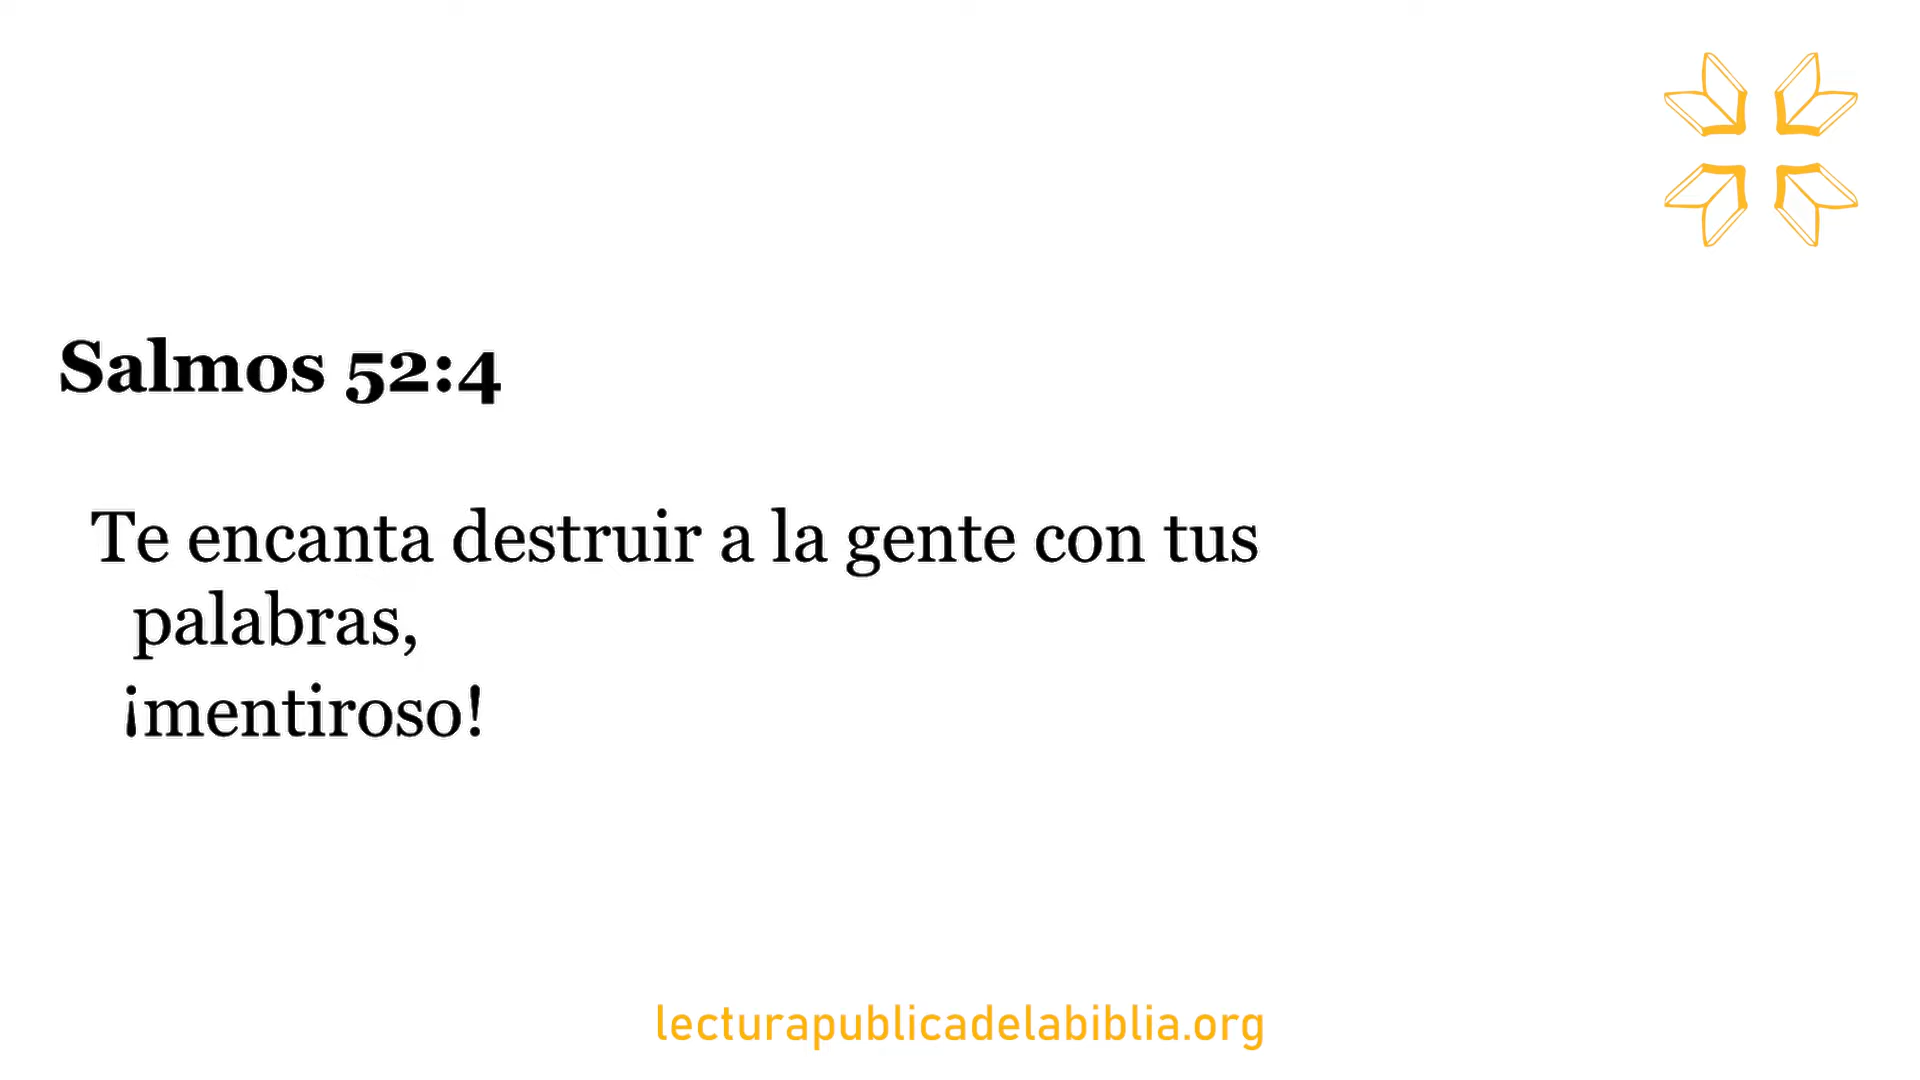 Salmos 52:4
Te encanta destruir a la gente con tus
palabras,
¡mentiroso!
lecturapublicadelabiblia.org